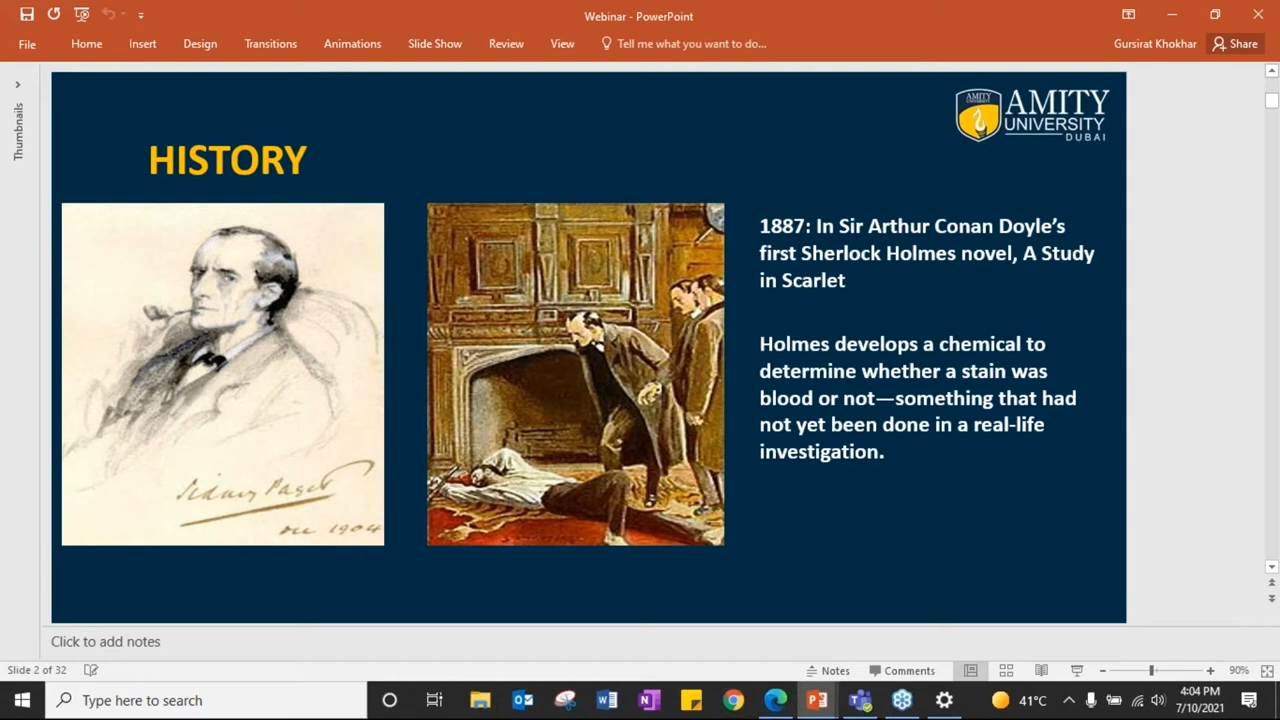 Webinar - PowerPoint
File Home Insert Design Transitions Animations Slide Show Review View Tell me what you want to do... Gursirat Khokhar Share
Thumbnails
AMITY
UNIVERSITY
DUBAI
HISTORY
1887: In Sir Arthur Conan Doyle’s
first Sherlock Holmes novel, A Study
in Scarlet
Holmes develops a chemical to
determine whether a stain was
blood or not—something that had
not yet been done in a real-life
investigation.
Sidney Paget
Dec 1904
Click to add notes
Slide 2 of 32 Notes Comments 90%
Type here to search 41°C 4:04 PM
7/10/2021